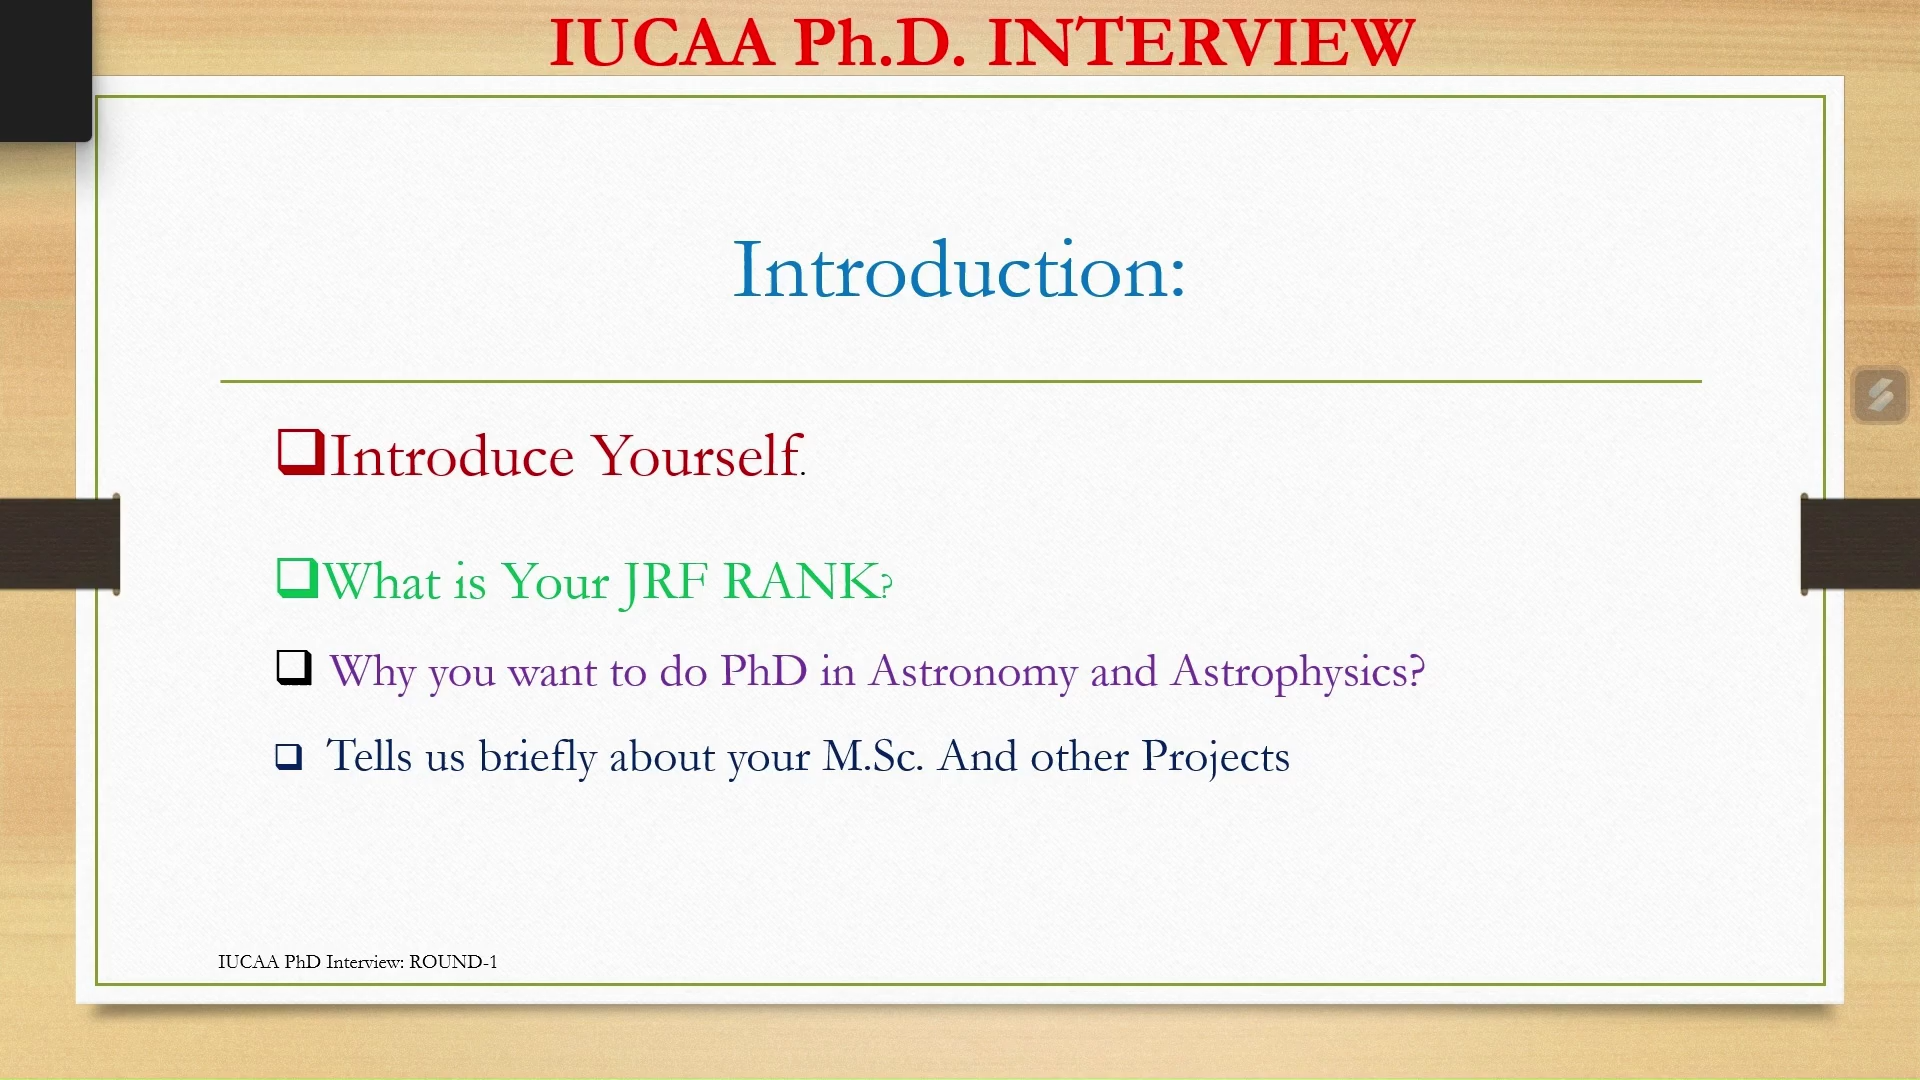 IUCAA Ph.D. INTERVIEW
Introduction:
Introduce Yourself.
What is Your JRF RANK?
Why you want to do PhD in Astronomy and Astrophysics?
Tells us briefly about your M.Sc. And other Projects
IUCAA PhD Interview: ROUND-1